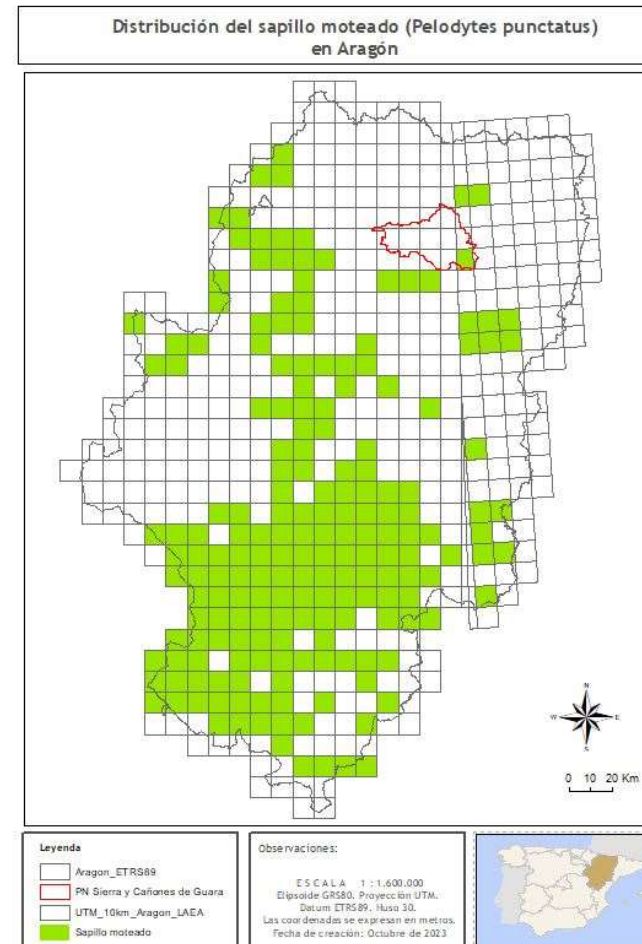 Distribución del sapillo moteado (Pelodytes punctatus)
en Aragón
N
W
E
S
0 10 20 Km
Leyenda
Aragon_ETRS89
PN Sierra y Cañones de Guara
UTM_10km_Aragon_LAEA
Sapillo moteado
Observaciones:
ESCALA 1:1.600.000
Elipsoide GRS80. Proyección UTM.
Datum ETRS89. Huso 30.
Las coordenadas se expresan en metros.
Fecha de creación: Octubre de 2023